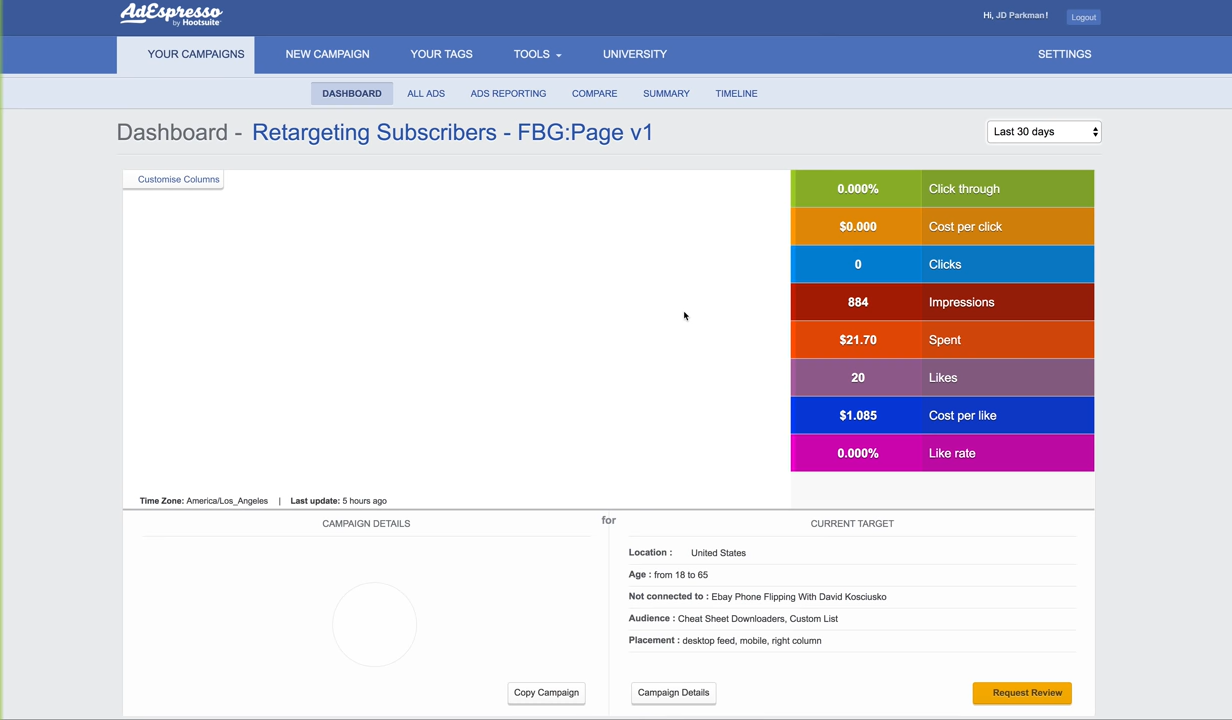 AdEspresso
by Hootsuite™
Hi, JD Parkman!
Logout
YOUR CAMPAIGNS
NEW CAMPAIGN
YOUR TAGS
TOOLS
UNIVERSITY
SETTINGS
DASHBOARD
ALL ADS
ADS REPORTING
COMPARE
SUMMARY
TIMELINE
Dashboard - Retargeting Subscribers - FBG:Page v1
Last 30 days
Customise Columns
0.000% Click through
$0.000 Cost per click
0 Clicks
884 Impressions
$21.70 Spent
20 Likes
$1.085 Cost per like
0.000% Like rate
Time Zone: America/Los_Angeles | Last update: 5 hours ago
CAMPAIGN DETAILS
for
CURRENT TARGET
Location : United States
Age : from 18 to 65
Not connected to : Ebay Phone Flipping With David Kosciusko
Audience : Cheat Sheet Downloaders, Custom List
Placement : desktop feed, mobile, right column
Copy Campaign
Campaign Details
Request Review